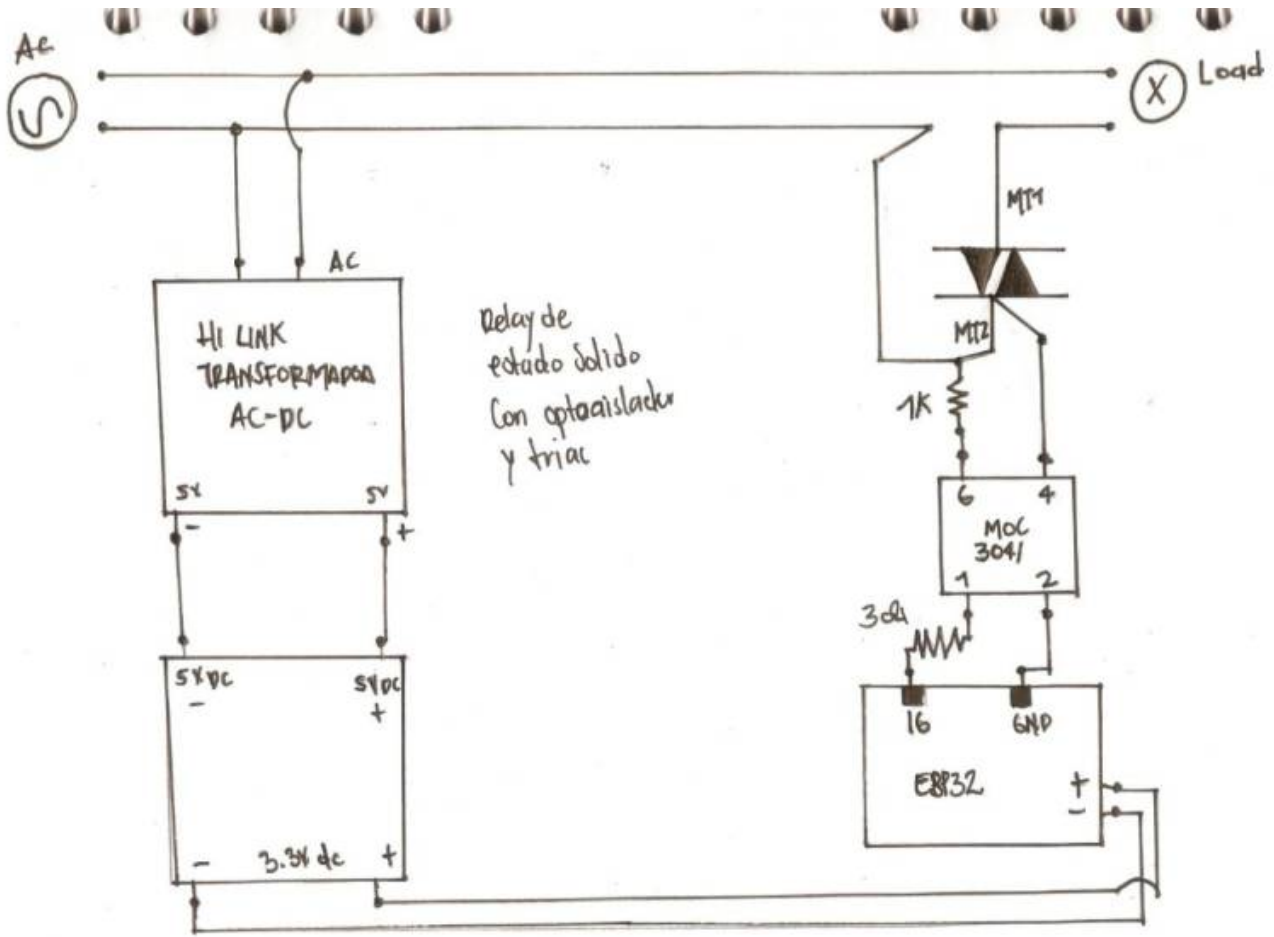 Ac
Load
MT1
AC
HI LINK
TRANSFORMADOR
AC-DC
5V
5V
-
+
Relay de
estado Solido
Con optoaislador
y triac
MT2
1K
6
4
MOC
3041
1
2
5VDC
-
5VDC
+
3.3V dc
-
+
16
GND
ESP32
+
-